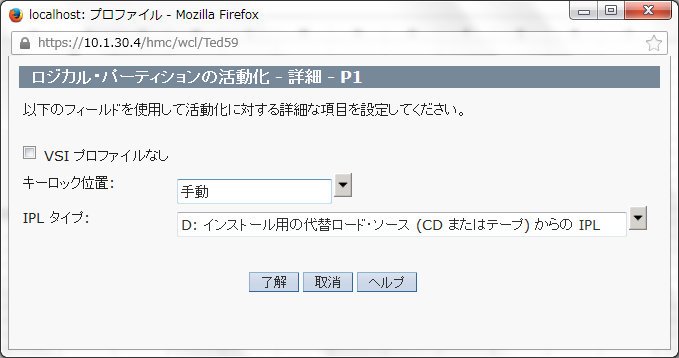 localhost: プロファイル - Mozilla Firefox
https://10.1.30.4/hmc/wcl/Ted59
ロジカル・パーティションの活動化 - 詳細 - P1
以下のフィールドを使用して活動化に対する詳細な項目を設定してください。
VSI プロファイルなし
キーロック位置: 手動
IPL タイプ: D: インストール用の代替ロード・ソース (CD またはテープ) からの IPL
了解 取消 ヘルプ